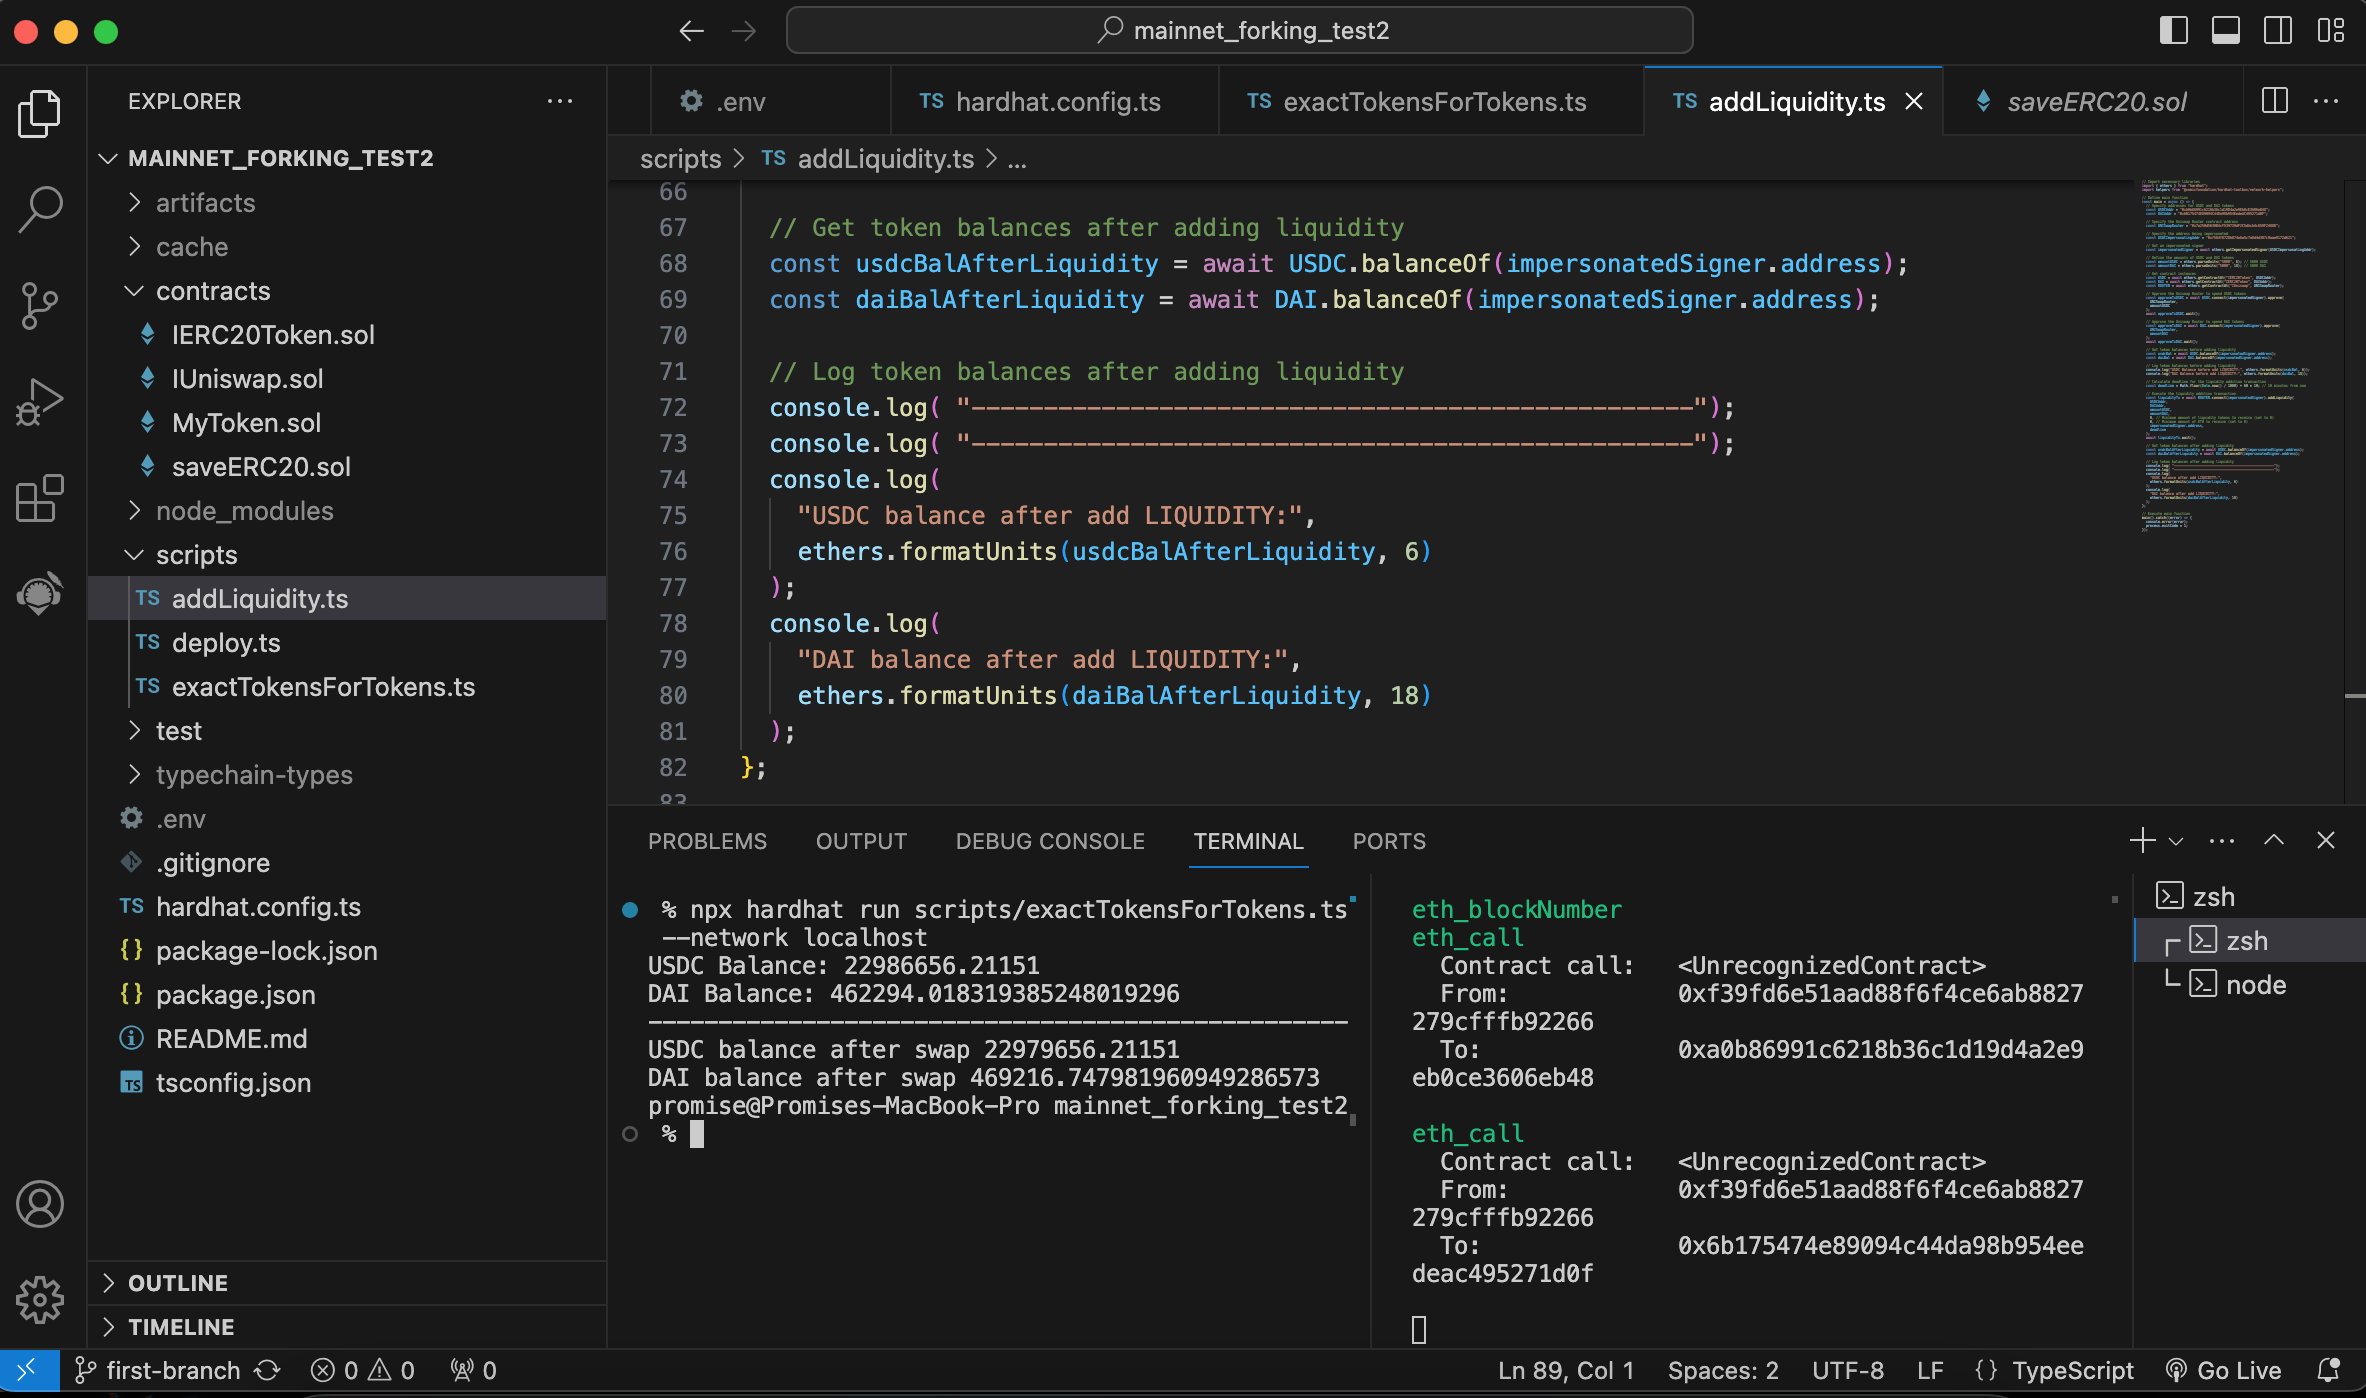 mainnet_forking_test2
EXPLORER
MAINNET_FORKING_TEST2
artifacts
cache
contracts
IERC20Token.sol
IUniswap.sol
MyToken.sol
saveERC20.sol
node_modules
scripts
TS addLiquidity.ts
TS deploy.ts
TS exactTokensForTokens.ts
test
typechain-types
.env
.gitignore
TS hardhat.config.ts
{} package-lock.json
{} package.json
README.md
TS tsconfig.json
OUTLINE
TIMELINE
.env
TS hardhat.config.ts
TS exactTokensForTokens.ts
TS addLiquidity.ts
saveERC20.sol
scripts > TS addLiquidity.ts > ...
66
67 // Get token balances after adding liquidity
68 const usdcBalAfterLiquidity = await USDC.balanceOf(impersonatedSigner.address);
69 const daiBalAfterLiquidity = await DAI.balanceOf(impersonatedSigner.address);
70
71 // Log token balances after adding liquidity
72 console.log( "--------------------------------------------------");
73 console.log( "--------------------------------------------------");
74 console.log(
75 "USDC balance after add LIQUIDITY:",
76 ethers.formatUnits(usdcBalAfterLiquidity, 6)
77 );
78 console.log(
79 "DAI balance after add LIQUIDITY:",
80 ethers.formatUnits(daiBalAfterLiquidity, 18)
81 );
82 };
83
PROBLEMS
OUTPUT
DEBUG CONSOLE
TERMINAL
PORTS
% npx hardhat run scripts/exactTokensForTokens.ts
--network localhost
USDC Balance: 22986656.21151
DAI Balance: 462294.018319385248019296
--------------------------------------------------
USDC balance after swap 22979656.21151
DAI balance after swap 469216.747981960949286573
promise@Promises-MacBook-Pro mainnet_forking_test2
%
eth_blockNumber
eth_call
Contract call: <UnrecognizedContract>
From: 0xf39fd6e51aad88f6f4ce6ab8827
279cfffb92266
To: 0xa0b86991c6218b36c1d19d4a2e9
eb0ce3606eb48
eth_call
Contract call: <UnrecognizedContract>
From: 0xf39fd6e51aad88f6f4ce6ab8827
279cfffb92266
To: 0x6b175474e89094c44da98b954ee
deac495271d0f
zsh
zsh
node
first-branch
0
0
0
Ln 89, Col 1
Spaces: 2
UTF-8
LF
{} TypeScript
Go Live